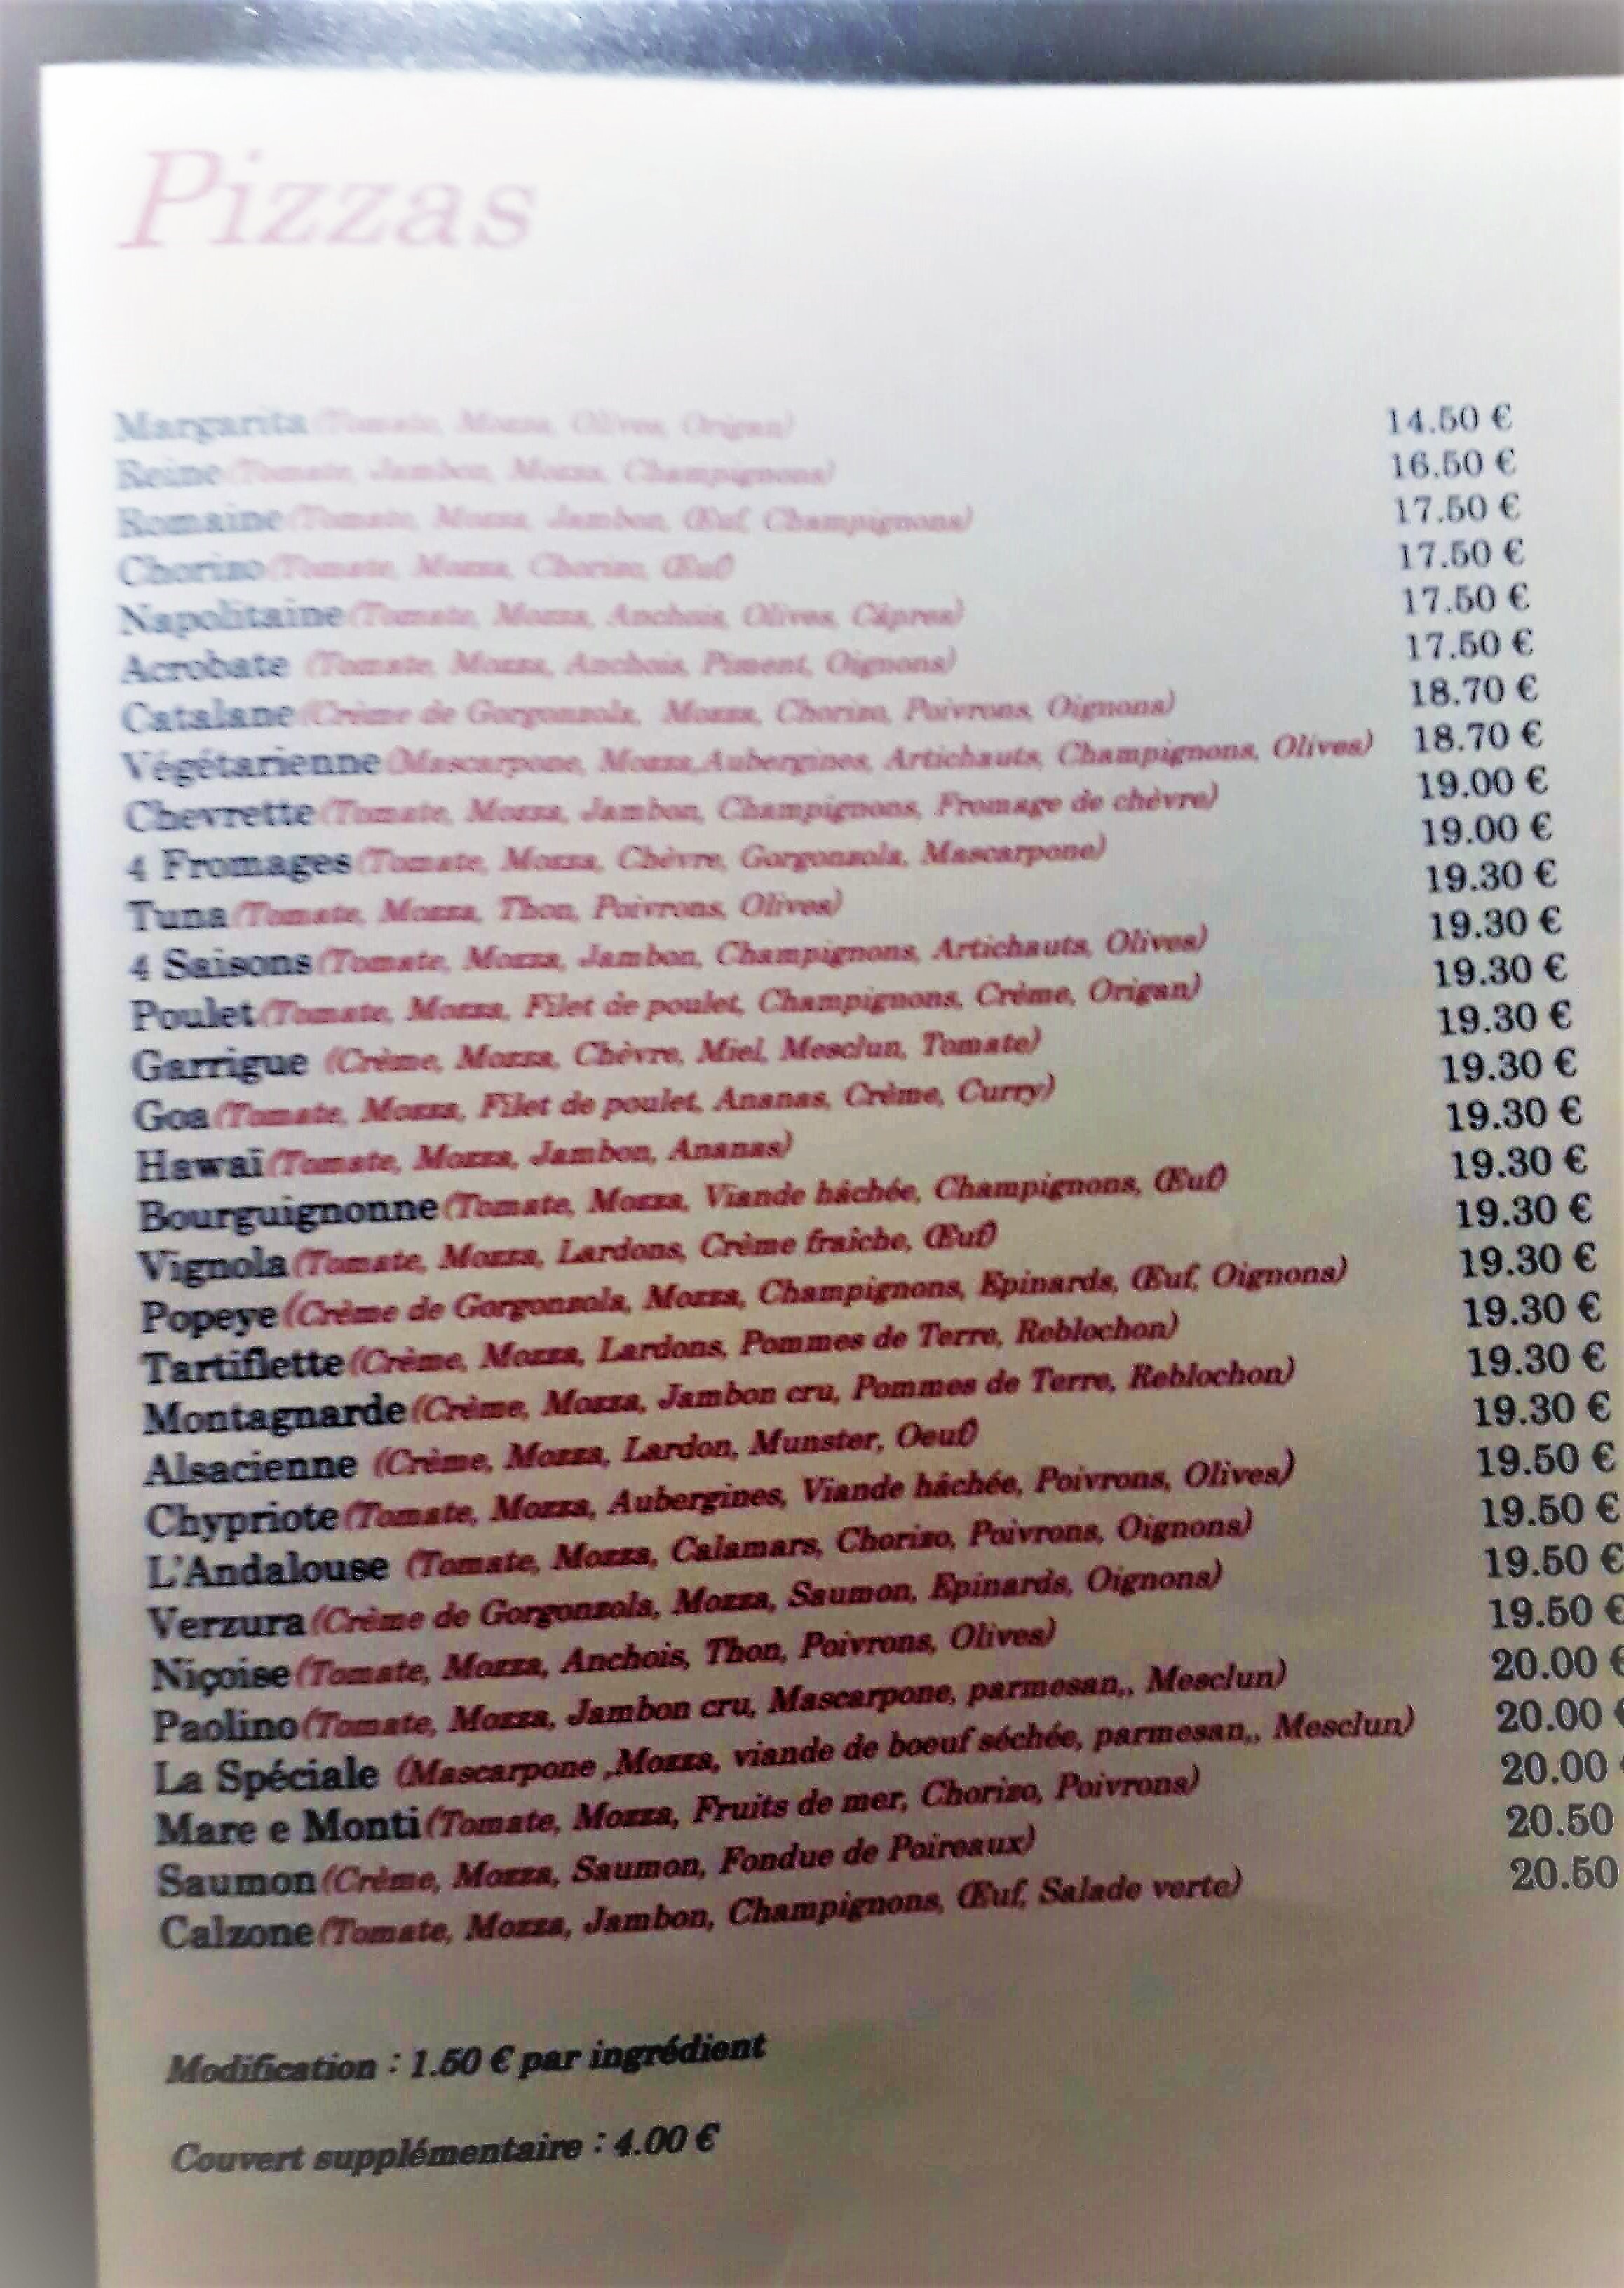 Pizzas
Margarita (Tomate, Mozza, Olives, Origan) 14.50 €
Reine (Tomate, Jambon, Mozza, Champignons) 16.50 €
Romaine (Tomate, Mozza, Jambon, Œuf, Champignons) 17.50 €
Chorizo (Tomate, Mozza, Chorizo, Œuf) 17.50 €
Napolitaine (Tomate, Mozza, Anchois, Olives, Câpres) 17.50 €
Acrobate (Tomate, Mozza, Anchois, Piment, Oignons) 17.50 €
Catalane (Crème de Gorgonzola, Mozza, Chorizo, Poivrons, Oignons) 18.70 €
Végétarienne (Mascarpone, Mozza,Aubergines, Artichauts, Champignons, Olives) 18.70 €
Chevrette (Tomate, Mozza, Jambon, Champignons, Fromage de chèvre) 19.00 €
4 Fromages (Tomate, Mozza, Chèvre, Gorgonzola, Mascarpone) 19.00 €
Tuna (Tomate, Mozza, Thon, Poivrons, Olives) 19.30 €
4 Saisons (Tomate, Mozza, Jambon, Champignons, Artichauts, Olives) 19.30 €
Poulet (Tomate, Mozza, Filet de poulet, Champignons, Crème, Origan) 19.30 €
Garrigue (Crème, Mozza, Chèvre, Miel, Mesclun, Tomate) 19.30 €
Goa (Tomate, Mozza, Filet de poulet, Ananas, Crème, Curry) 19.30 €
Hawaï (Tomate, Mozza, Jambon, Ananas) 19.30 €
Bourguignonne (Tomate, Mozza, Viande hâchée, Champignons, Œuf) 19.30 €
Vignola (Tomate, Mozza, Lardons, Crème fraîche, Œuf) 19.30 €
Popeye (Crème de Gorgonzola, Mozza, Champignons, Epinards, Œuf, Oignons) 19.30 €
Tartiflette (Crème, Mozza, Lardons, Pommes de Terre, Reblochon) 19.30 €
Montagnarde (Crème, Mozza, Jambon cru, Pommes de Terre, Reblochon) 19.30 €
Alsacienne (Crème, Mozza, Lardon, Munster, Oeuf) 19.30 €
Chypriote (Tomate, Mozza, Aubergines, Viande hâchée, Poivrons, Olives) 19.50 €
L'Andalouse (Tomate, Mozza, Calamars, Chorizo, Poivrons, Oignons) 19.50 €
Verzura (Crème de Gorgonzola, Mozza, Saumon, Epinards, Oignons) 19.50 €
Niçoise (Tomate, Mozza, Anchois, Thon, Poivrons, Olives) 19.50 €
Paolino (Tomate, Mozza, Jambon cru, Mascarpone, parmesan,, Mesclun) 20.00 €
La Spéciale (Mascarpone ,Mozza, viande de boeuf séchée, parmesan,, Mesclun) 20.00 €
Mare e Monti (Tomate, Mozza, Fruits de mer, Chorizo, Poivrons) 20.00
Saumon (Crème, Mozza, Saumon, Fondue de Poireaux) 20.50
Calzone (Tomate, Mozza, Jambon, Champignons, Œuf, Salade verte) 20.50
Modification : 1.50 € par ingrédient
Couvert supplémentaire : 4.00 €